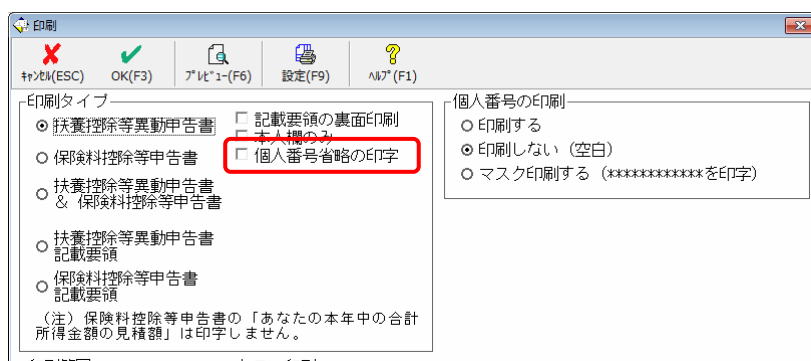 印刷
ｷｬﾝｾﾙ(ESC) OK(F3) ﾌﾟﾚﾋﾞｭｰ(F6) 設定(F9) ﾍﾙﾌﾟ(F1)
印刷タイプ
扶養控除等異動申告書
記載要領の裏面印刷
本人欄のみ
保険料控除等申告書
個人番号省略の印字
扶養控除等異動申告書
& 保険料控除等申告書
扶養控除等異動申告書
記載要領
保険料控除等申告書
記載要領
（注）保険料控除等申告書の「あなたの本年中の合計
所得金額の見積額」は印字しません。
個人番号の印刷
印刷する
印刷しない（空白）
マスク印刷する（************を印字）